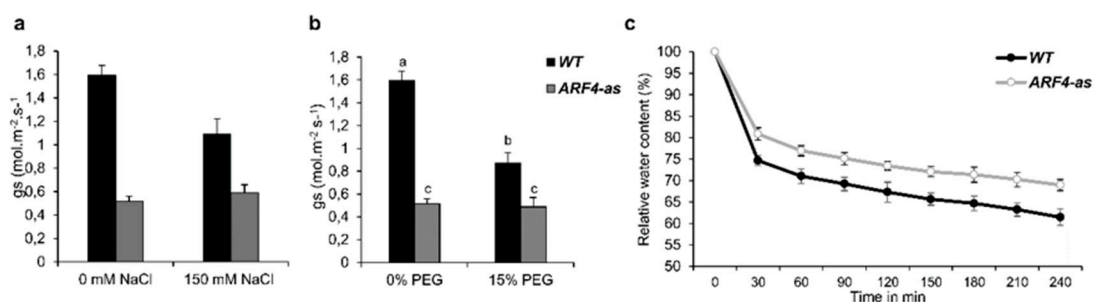 a
gs (mol.m-2.s-1)
1,8
1,6
1,4
1,2
1
0,8
0,6
0,4
0,2
0
0 mM NaCl 150 mM NaCl
b
gs (mol.m-2 s-1)
1,8
1,6
1,4
1,2
1
0,8
0,6
0,4
0,2
0
a
c
b
c
WT
ARF4-as
0% PEG 15% PEG
c
Relative water content (%)
100
95
90
85
80
75
70
65
60
55
50
WT
ARF4-as
0 30 60 90 120 150 180 210 240
Time in min